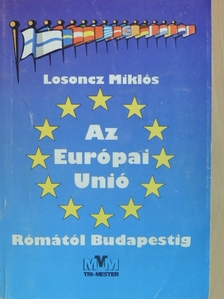 Losoncz Miklós
Az
Európai
Unió
Rómától Budapestig
TRI-MESTER